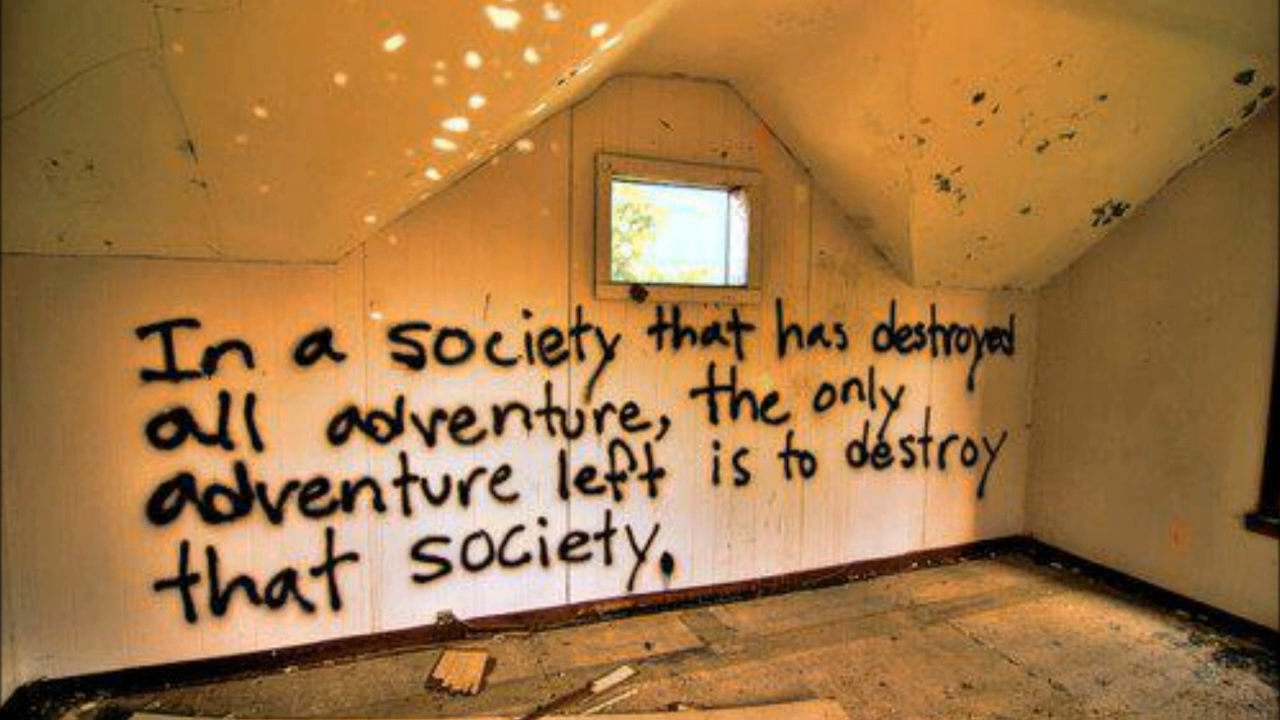 In a society that has destroyed
all adventure, the only
adventure left is to destroy
that society.